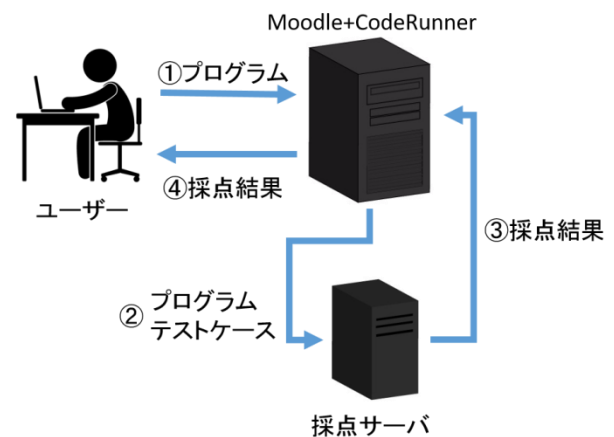 Moodle+CodeRunner
①プログラム
④採点結果
ユーザー
③採点結果
②
プログラム
テストケース
採点サーバ